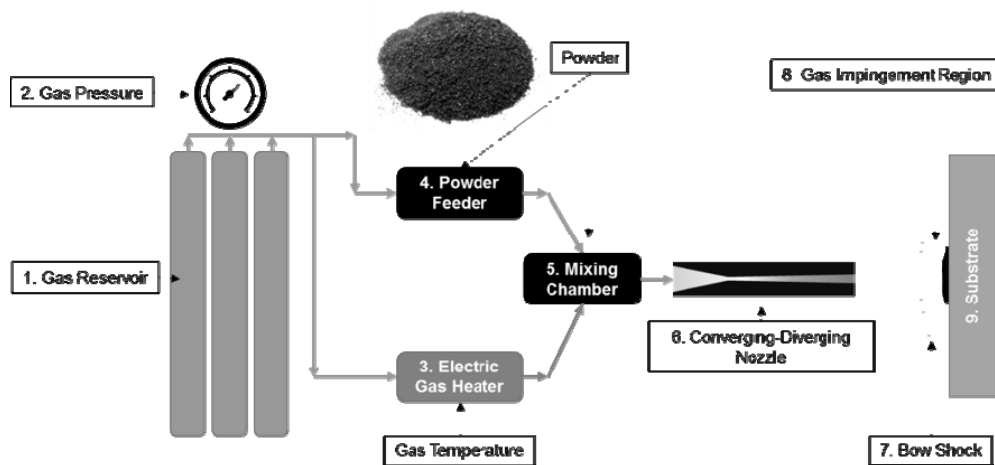 Powder
8 Gas Impingement Region
2. Gas Pressure
4. Powder
Feeder
1. Gas Reservoir
5. Mixing
Chamber
9. Substrate
6. Converging-Diverging
Nozzle
3. Electric
Gas Heater
Gas Temperature
7. Bow Shock